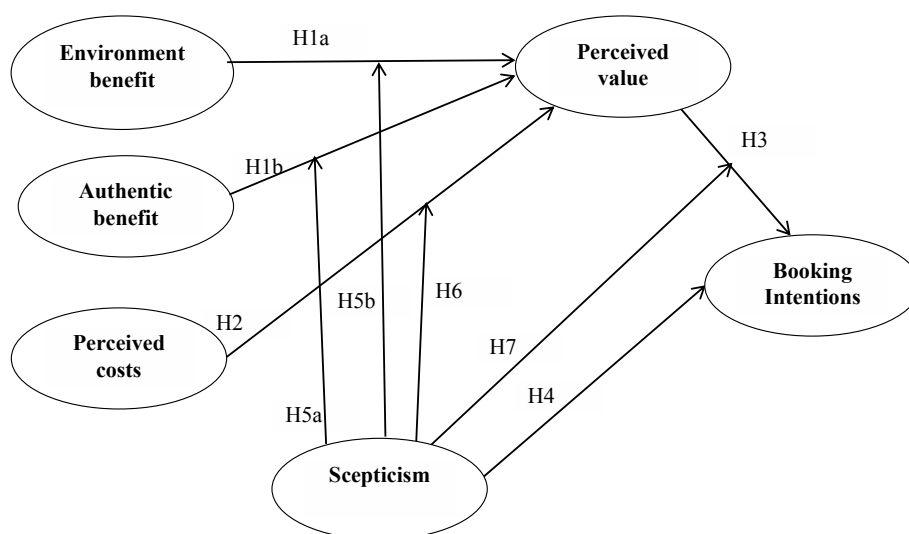 H1a
Environment
benefit
Perceived
value
H1b
H3
Authentic
benefit
Booking
Intentions
H5b
H6
H2
Perceived
costs
H7
H4
H5a
Scepticism